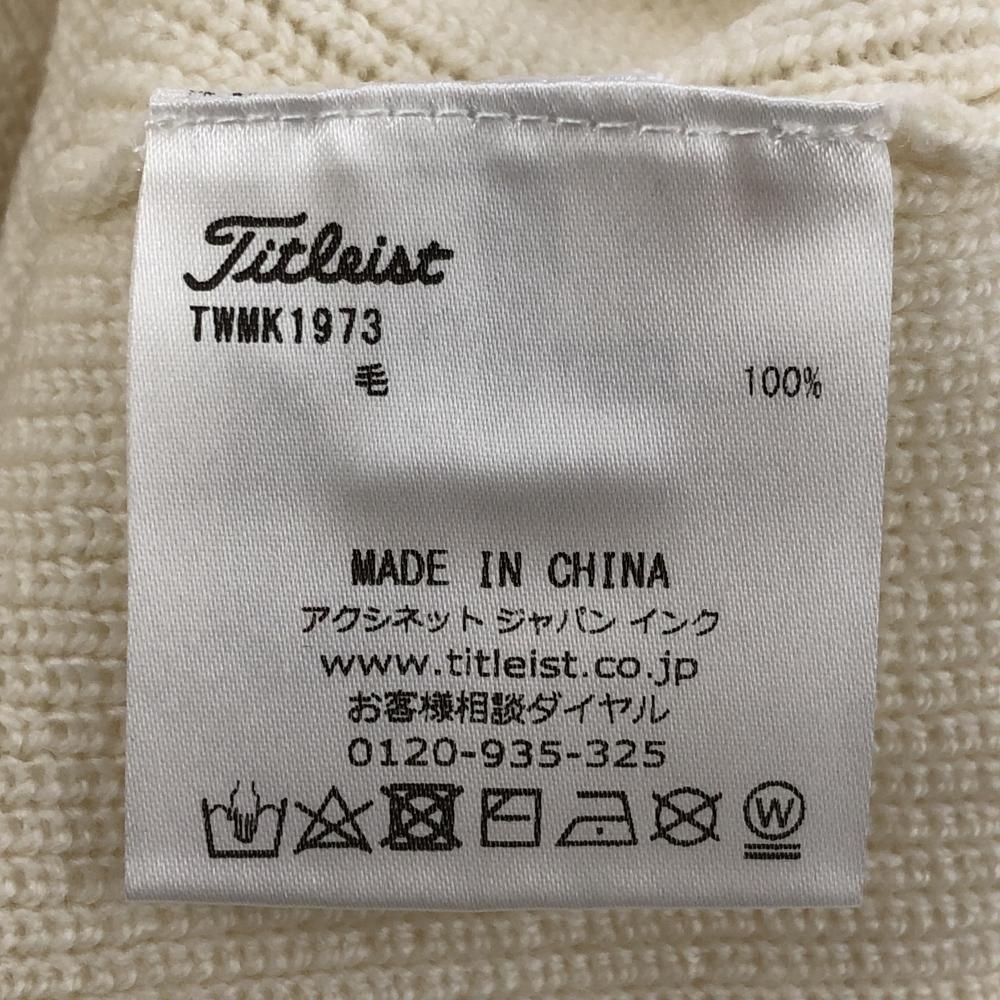 Titleist
TWMK1973
毛 100%
MADE IN CHINA
アクシネット ジャパン インク
www.titleist.co.jp
お客様相談ダイヤル
0120-935-325
W